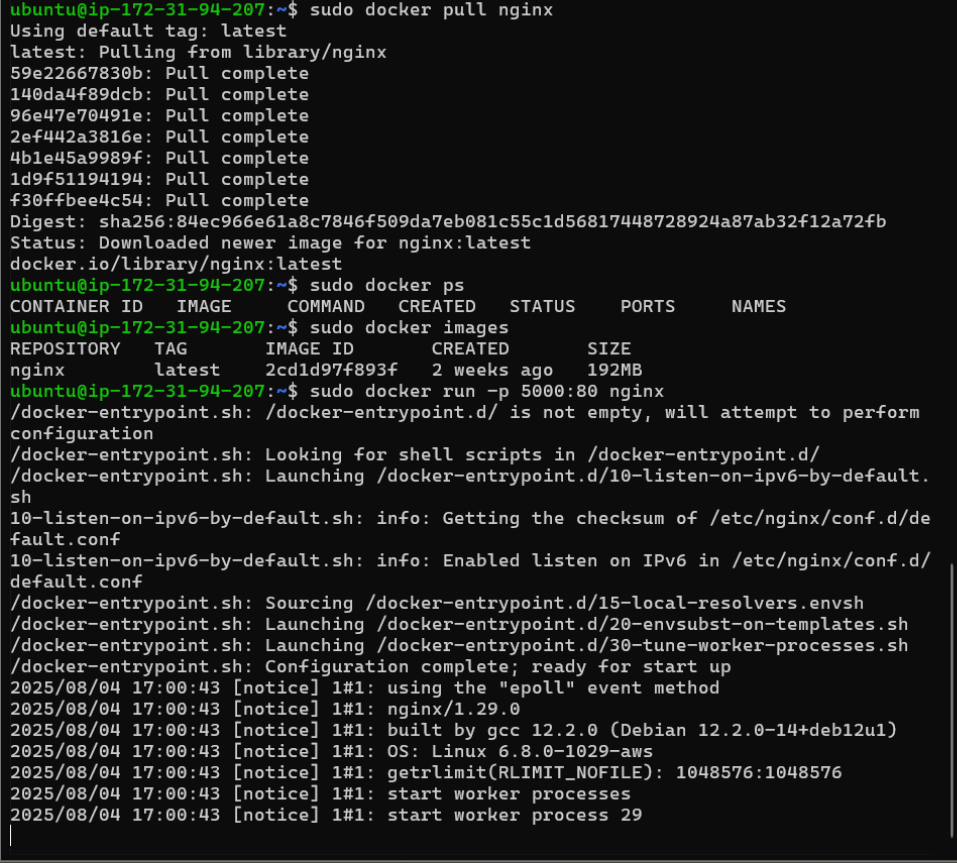 ubuntu@ip-172-31-94-207:~$ sudo docker pull nginx
Using default tag: latest
latest: Pulling from library/nginx
59e22667830b: Pull complete
140da4f89dcb: Pull complete
96e47e70491e: Pull complete
2ef442a3816e: Pull complete
4b1e45a9989f: Pull complete
1d9f51194194: Pull complete
f30ffbee4c54: Pull complete
Digest: sha256:84ec966e61a8c7846f509da7eb081c55c1d56817448728924a87ab32f12a72fb
Status: Downloaded newer image for nginx:latest
docker.io/library/nginx:latest
ubuntu@ip-172-31-94-207:~$ sudo docker ps
CONTAINER ID   IMAGE     COMMAND   CREATED   STATUS    PORTS     NAMES
ubuntu@ip-172-31-94-207:~$ sudo docker images
REPOSITORY   TAG       IMAGE ID       CREATED       SIZE
nginx        latest    2cd1d97f893f   2 weeks ago   192MB
ubuntu@ip-172-31-94-207:~$ sudo docker run -p 5000:80 nginx
/docker-entrypoint.sh: /docker-entrypoint.d/ is not empty, will attempt to perform
configuration
/docker-entrypoint.sh: Looking for shell scripts in /docker-entrypoint.d/
/docker-entrypoint.sh: Launching /docker-entrypoint.d/10-listen-on-ipv6-by-default.
sh
10-listen-on-ipv6-by-default.sh: info: Getting the checksum of /etc/nginx/conf.d/de
fault.conf
10-listen-on-ipv6-by-default.sh: info: Enabled listen on IPv6 in /etc/nginx/conf.d/
default.conf
/docker-entrypoint.sh: Sourcing /docker-entrypoint.d/15-local-resolvers.envsh
/docker-entrypoint.sh: Launching /docker-entrypoint.d/20-envsubst-on-templates.sh
/docker-entrypoint.sh: Launching /docker-entrypoint.d/30-tune-worker-processes.sh
/docker-entrypoint.sh: Configuration complete; ready for start up
2025/08/04 17:00:43 [notice] 1#1: using the "epoll" event method
2025/08/04 17:00:43 [notice] 1#1: nginx/1.29.0
2025/08/04 17:00:43 [notice] 1#1: built by gcc 12.2.0 (Debian 12.2.0-14+deb12u1)
2025/08/04 17:00:43 [notice] 1#1: OS: Linux 6.8.0-1029-aws
2025/08/04 17:00:43 [notice] 1#1: getrlimit(RLIMIT_NOFILE): 1048576:1048576
2025/08/04 17:00:43 [notice] 1#1: start worker processes
2025/08/04 17:00:43 [notice] 1#1: start worker process 29